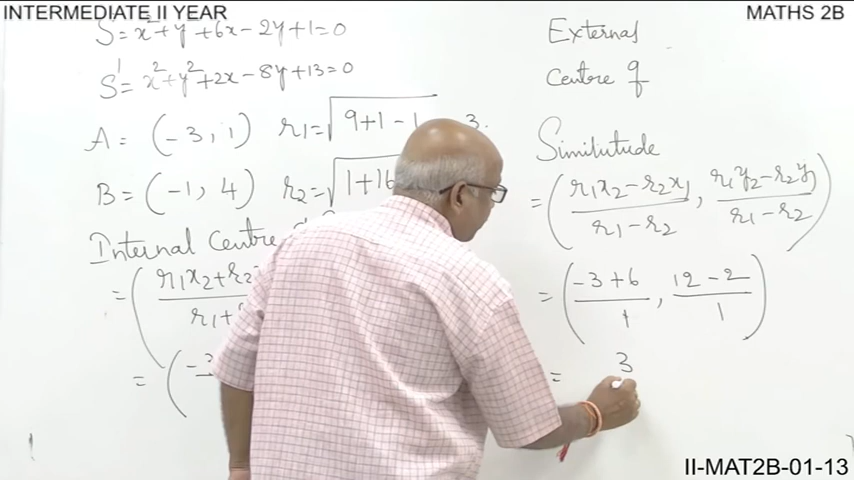 INTERMEDIATE II YEAR
MATHS 2B
S = x² + y² + 6x - 2y + 1 = 0
S' = x² + y² + 2x - 8y + 13 = 0
A = (-3, 1) r₁ = √9+1-1 3.
B = (-1, 4) r₂ = √1+16
Internal Centre
= (r₁x₂ + r₂
r₁ +
= (-3
External
Centre of
Similutude
= (r₁x₂ - r₂x₁ / r₁ - r₂, r₁y₂ - r₂y₁ / r₁ - r₂)
= (-3 + 6 / 1, 12 - 2 / 1)
= 3
II-MAT2B-01-13